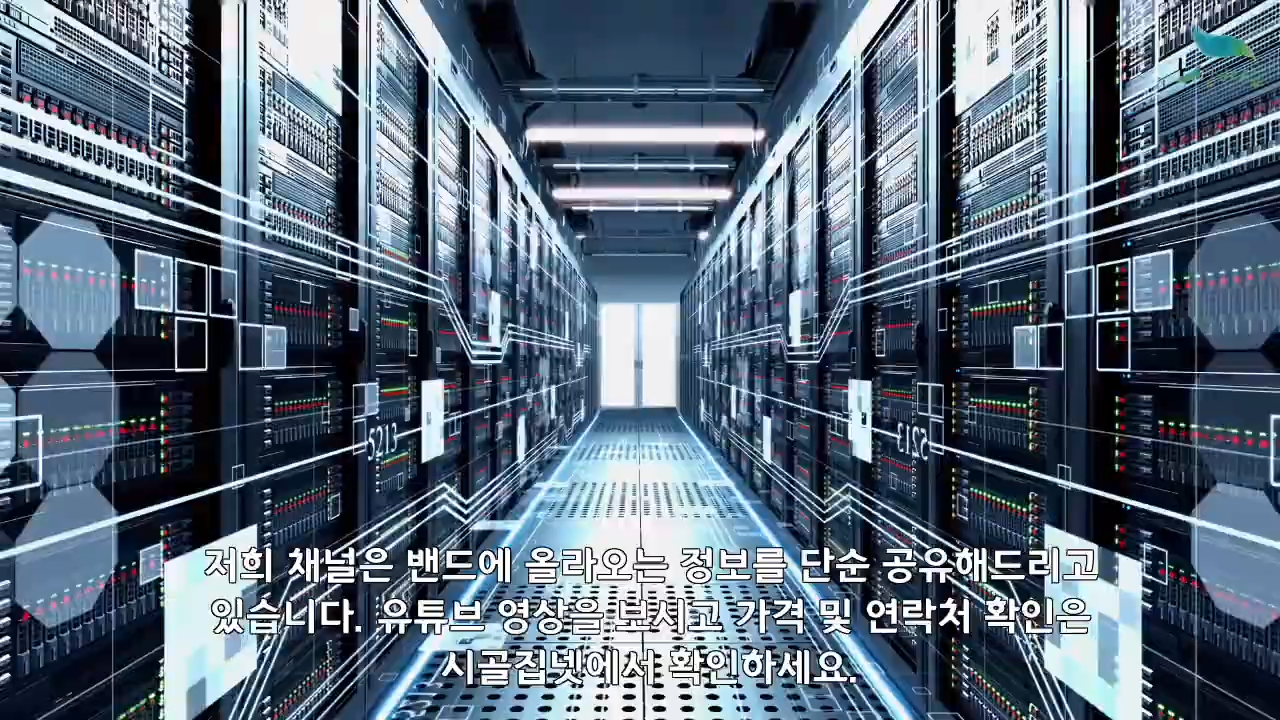 5213
저희 채널은 밴드에 올라오는 정보를 단순 공유해드리고
있습니다. 유튜브 영상을 보시고 가격 및 연락처 확인은
시골집넷에서 확인하세요.